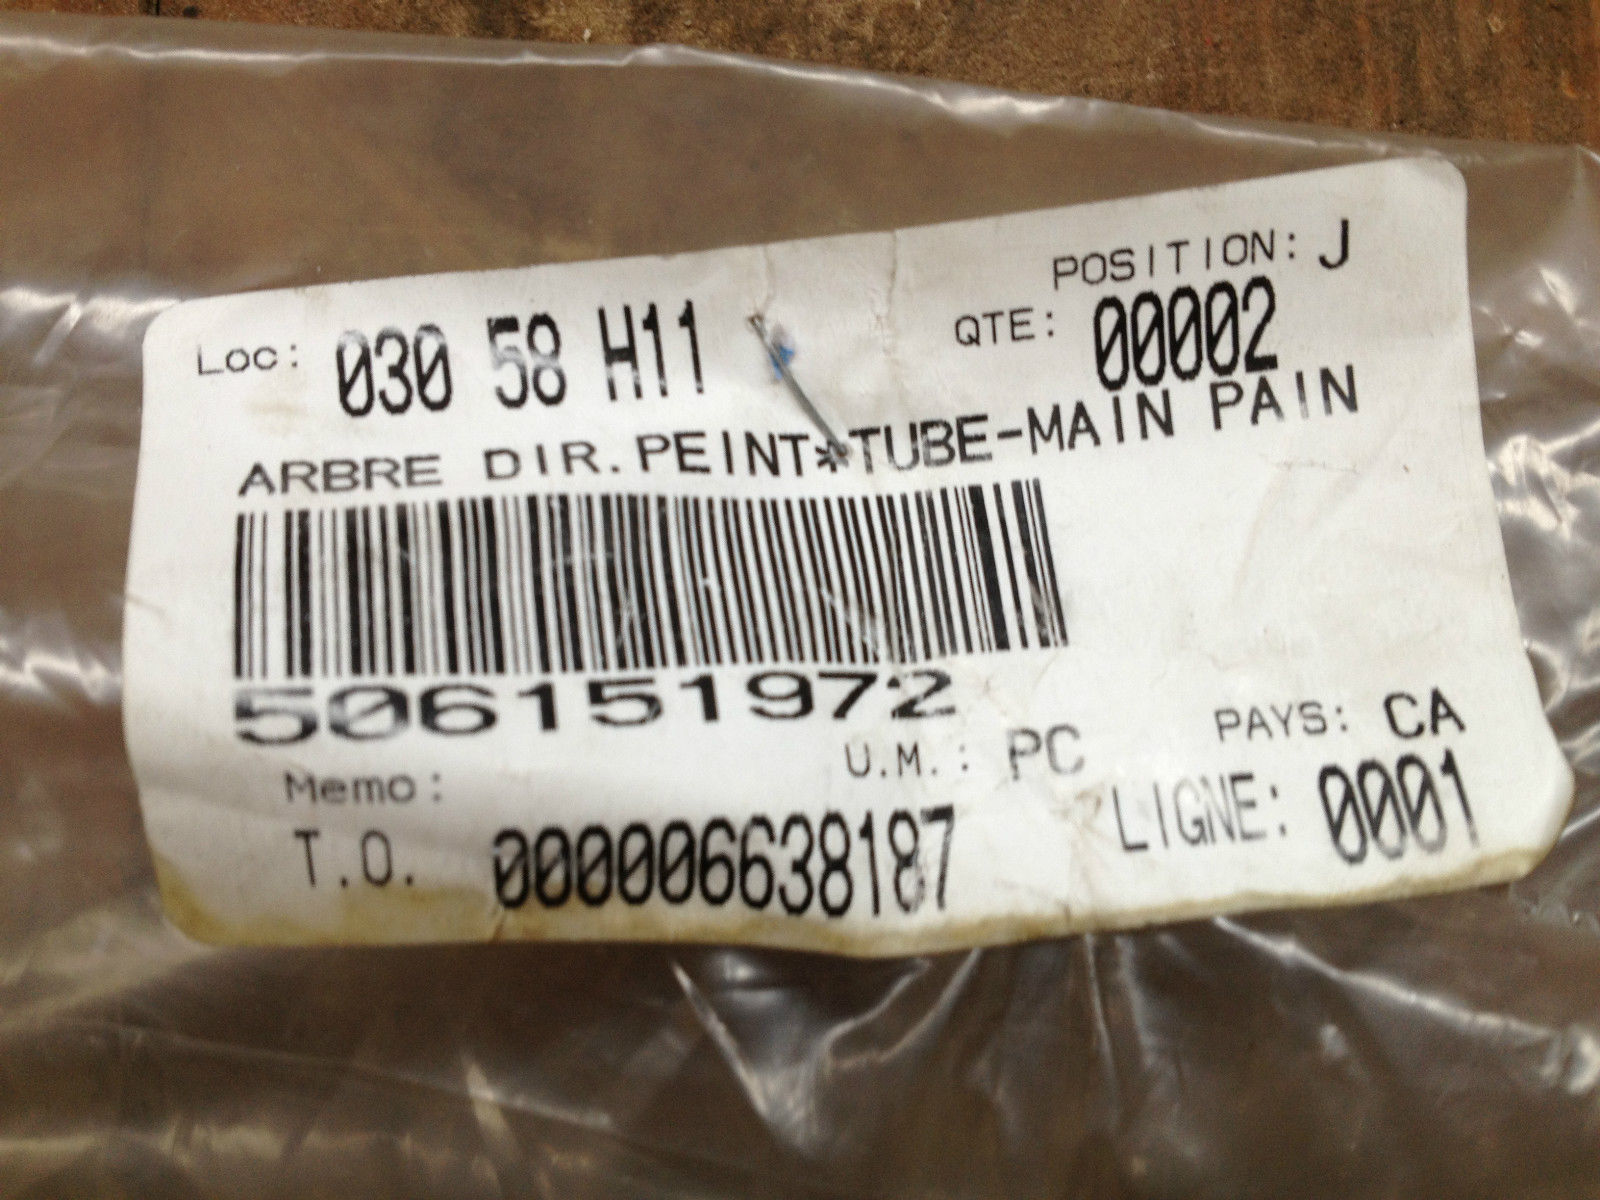 POSITION: J
Loc: 030 58 H11 QTE: 00002
ARBRE DIR.PEINT*TUBE-MAIN PAIN
506151972
U.M.: PC PAYS: CA
Memo:
T.O. 000006638187 LIGNE: 0001